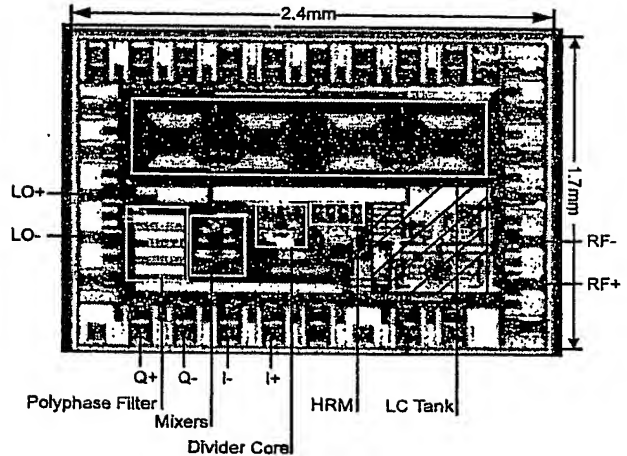 2.4mm
1.7mm
LO+
LO-
RF-
RF+
Q+ Q- I- I+
Polyphase Filter
Mixers
Divider Core
HRM
LC Tank